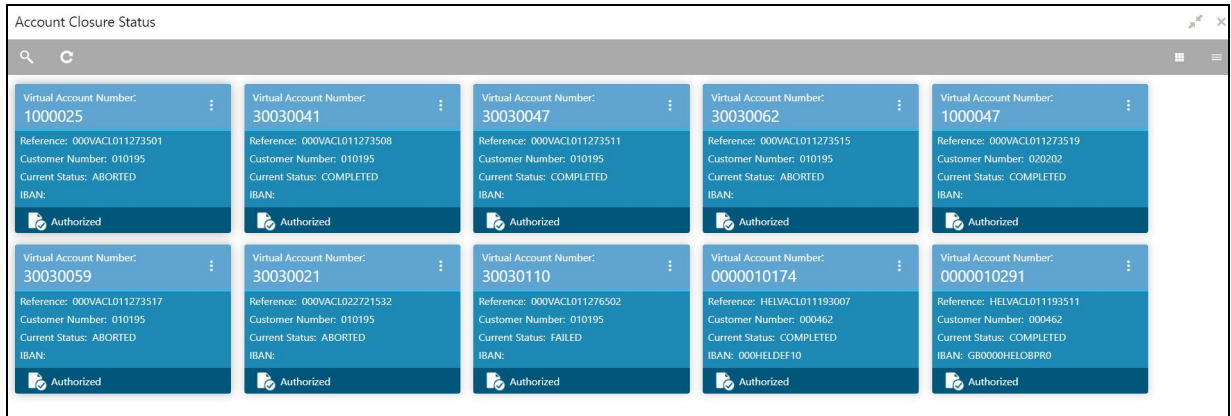 Account Closure Status
Virtual Account Number:
1000025
Reference: 000VACL011273501
Customer Number: 010195
Current Status: ABORTED
IBAN:
Authorized
Virtual Account Number:
30030041
Reference: 000VACL011273508
Customer Number: 010195
Current Status: COMPLETED
IBAN:
Authorized
Virtual Account Number:
30030047
Reference: 000VACL011273511
Customer Number: 010195
Current Status: COMPLETED
IBAN:
Authorized
Virtual Account Number:
30030062
Reference: 000VACL011273515
Customer Number: 010195
Current Status: ABORTED
IBAN:
Authorized
Virtual Account Number:
1000047
Reference: 000VACL011273519
Customer Number: 020202
Current Status: COMPLETED
IBAN:
Authorized
Virtual Account Number:
30030059
Reference: 000VACL011273517
Customer Number: 010195
Current Status: ABORTED
IBAN:
Authorized
Virtual Account Number:
30030021
Reference: 000VACL022721532
Customer Number: 010195
Current Status: ABORTED
IBAN:
Authorized
Virtual Account Number:
30030110
Reference: 000VACL011276502
Customer Number: 010195
Current Status: FAILED
IBAN:
Authorized
Virtual Account Number:
0000010174
Reference: HELVACL011193007
Customer Number: 000462
Current Status: COMPLETED
IBAN: 000HELDEF10
Authorized
Virtual Account Number:
0000010291
Reference: HELVACL011193511
Customer Number: 000462
Current Status: COMPLETED
IBAN: GB0000HELOBPR0
Authorized